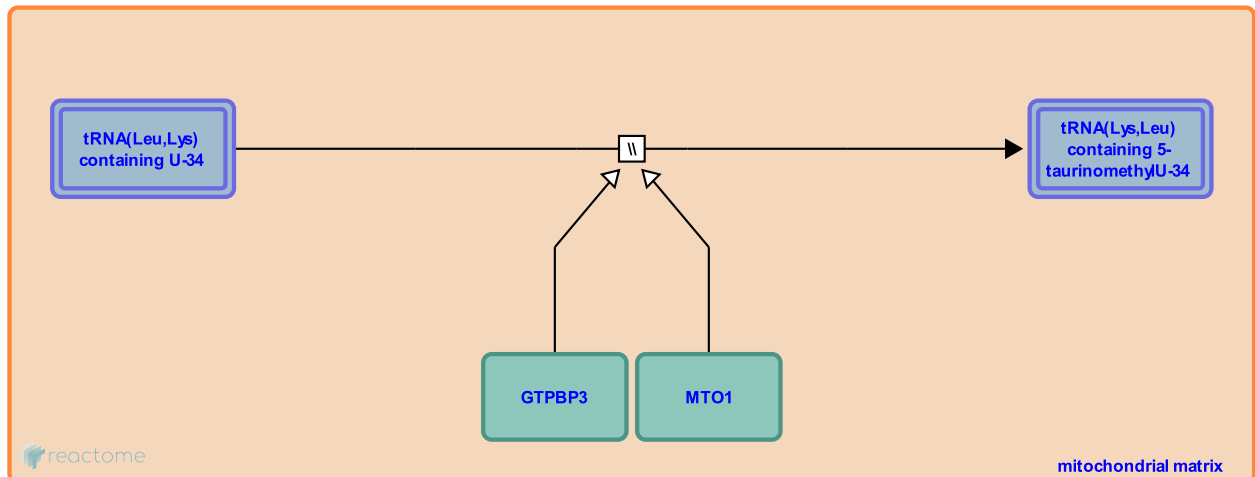 tRNA(Leu,Lys)
containing U-34
\\
tRNA(Lys,Leu)
containing 5-
taurinomethylU-34
GTPBP3
MTO1
reactome
mitochondrial matrix